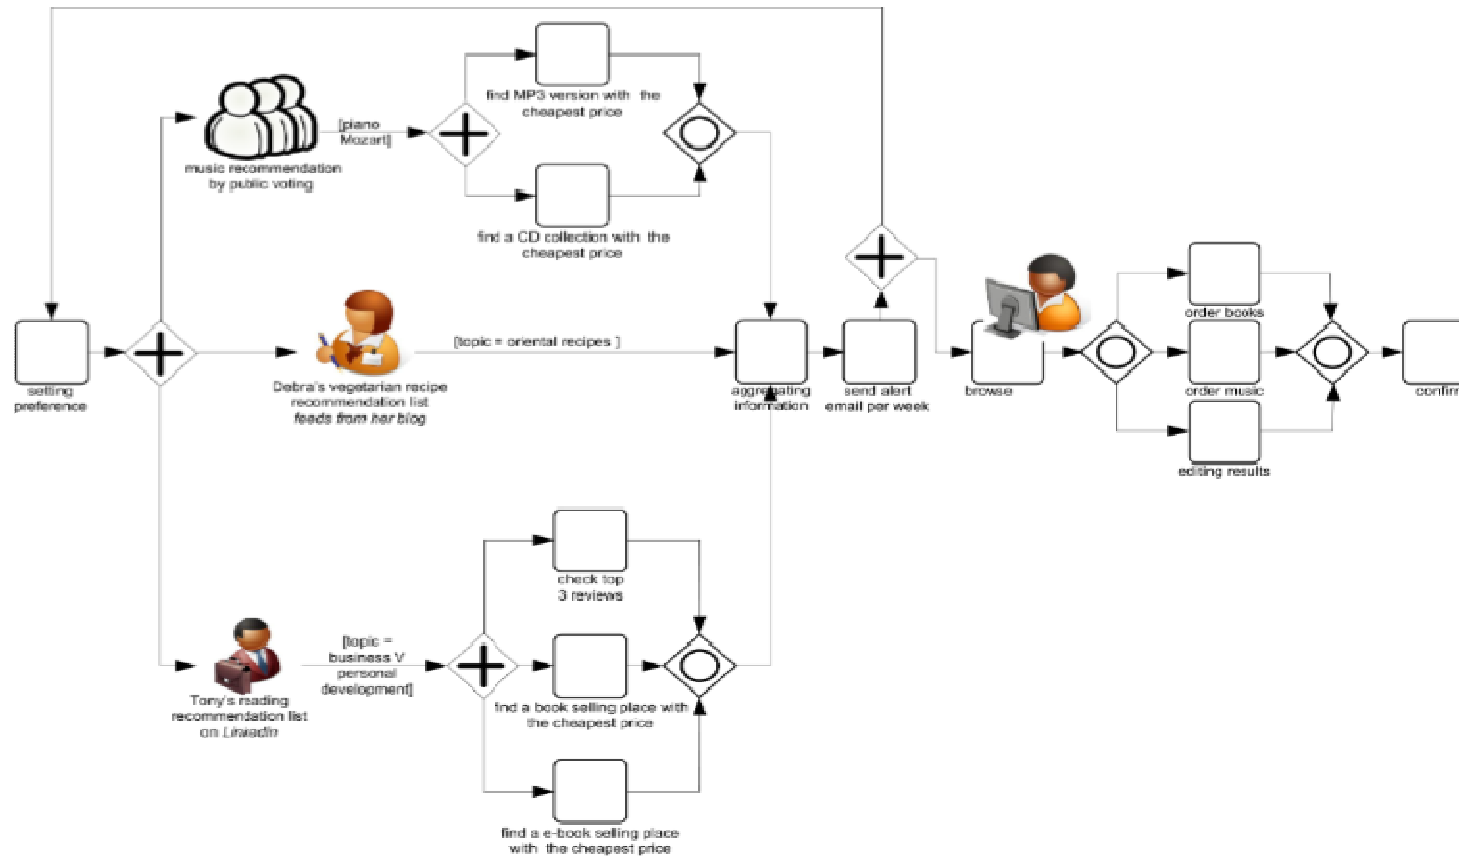 find MP3 version with the
cheapest price
[piano
Mozart]
music recommendation
by public voting
find a CD collection with the
cheapest price
setting
preference
Debra's vegetarian recipe
recommendation list
feeds from her blog
[topic = oriental recipes ]
aggregating
information
send alert
email per week
browse
order books
order music
editing results
confirm
check top
3 reviews
[topic =
business V
personal
development]
Tony's reading
recommendation list
on LinkedIn
find a book selling place with
the cheapest price
find a e-book selling place
with the cheapest price